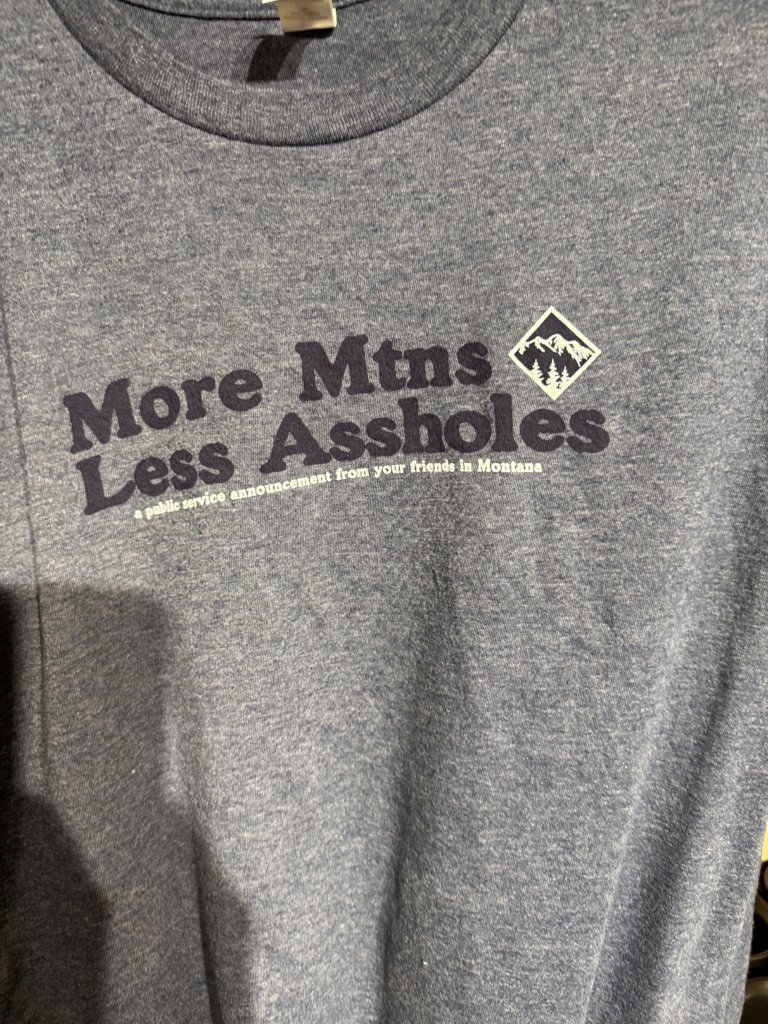 More Mtns
Less Assholes
a public service announcement from your friends in Montana